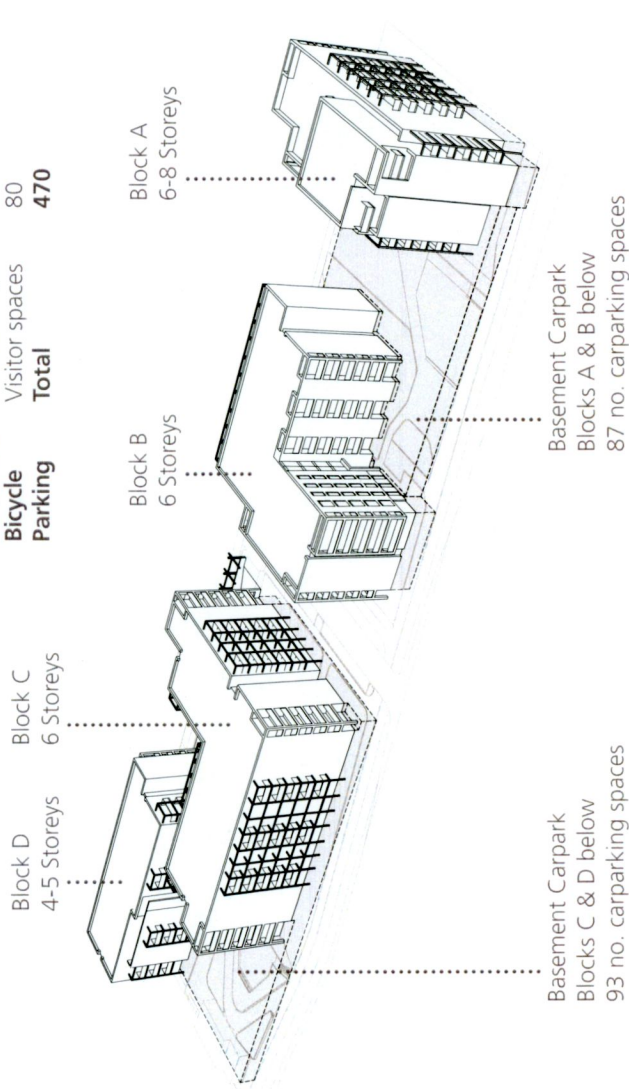 Bicycle Visitor spaces 80
Parking Total 470
Block D
4-5 Storeys
Block C
6 Storeys
Block B
6 Storeys
Block A
6-8 Storeys
Basement Carpark
Blocks C & D below
93 no. carparking spaces
Basement Carpark
Blocks A & B below
87 no. carparking spaces